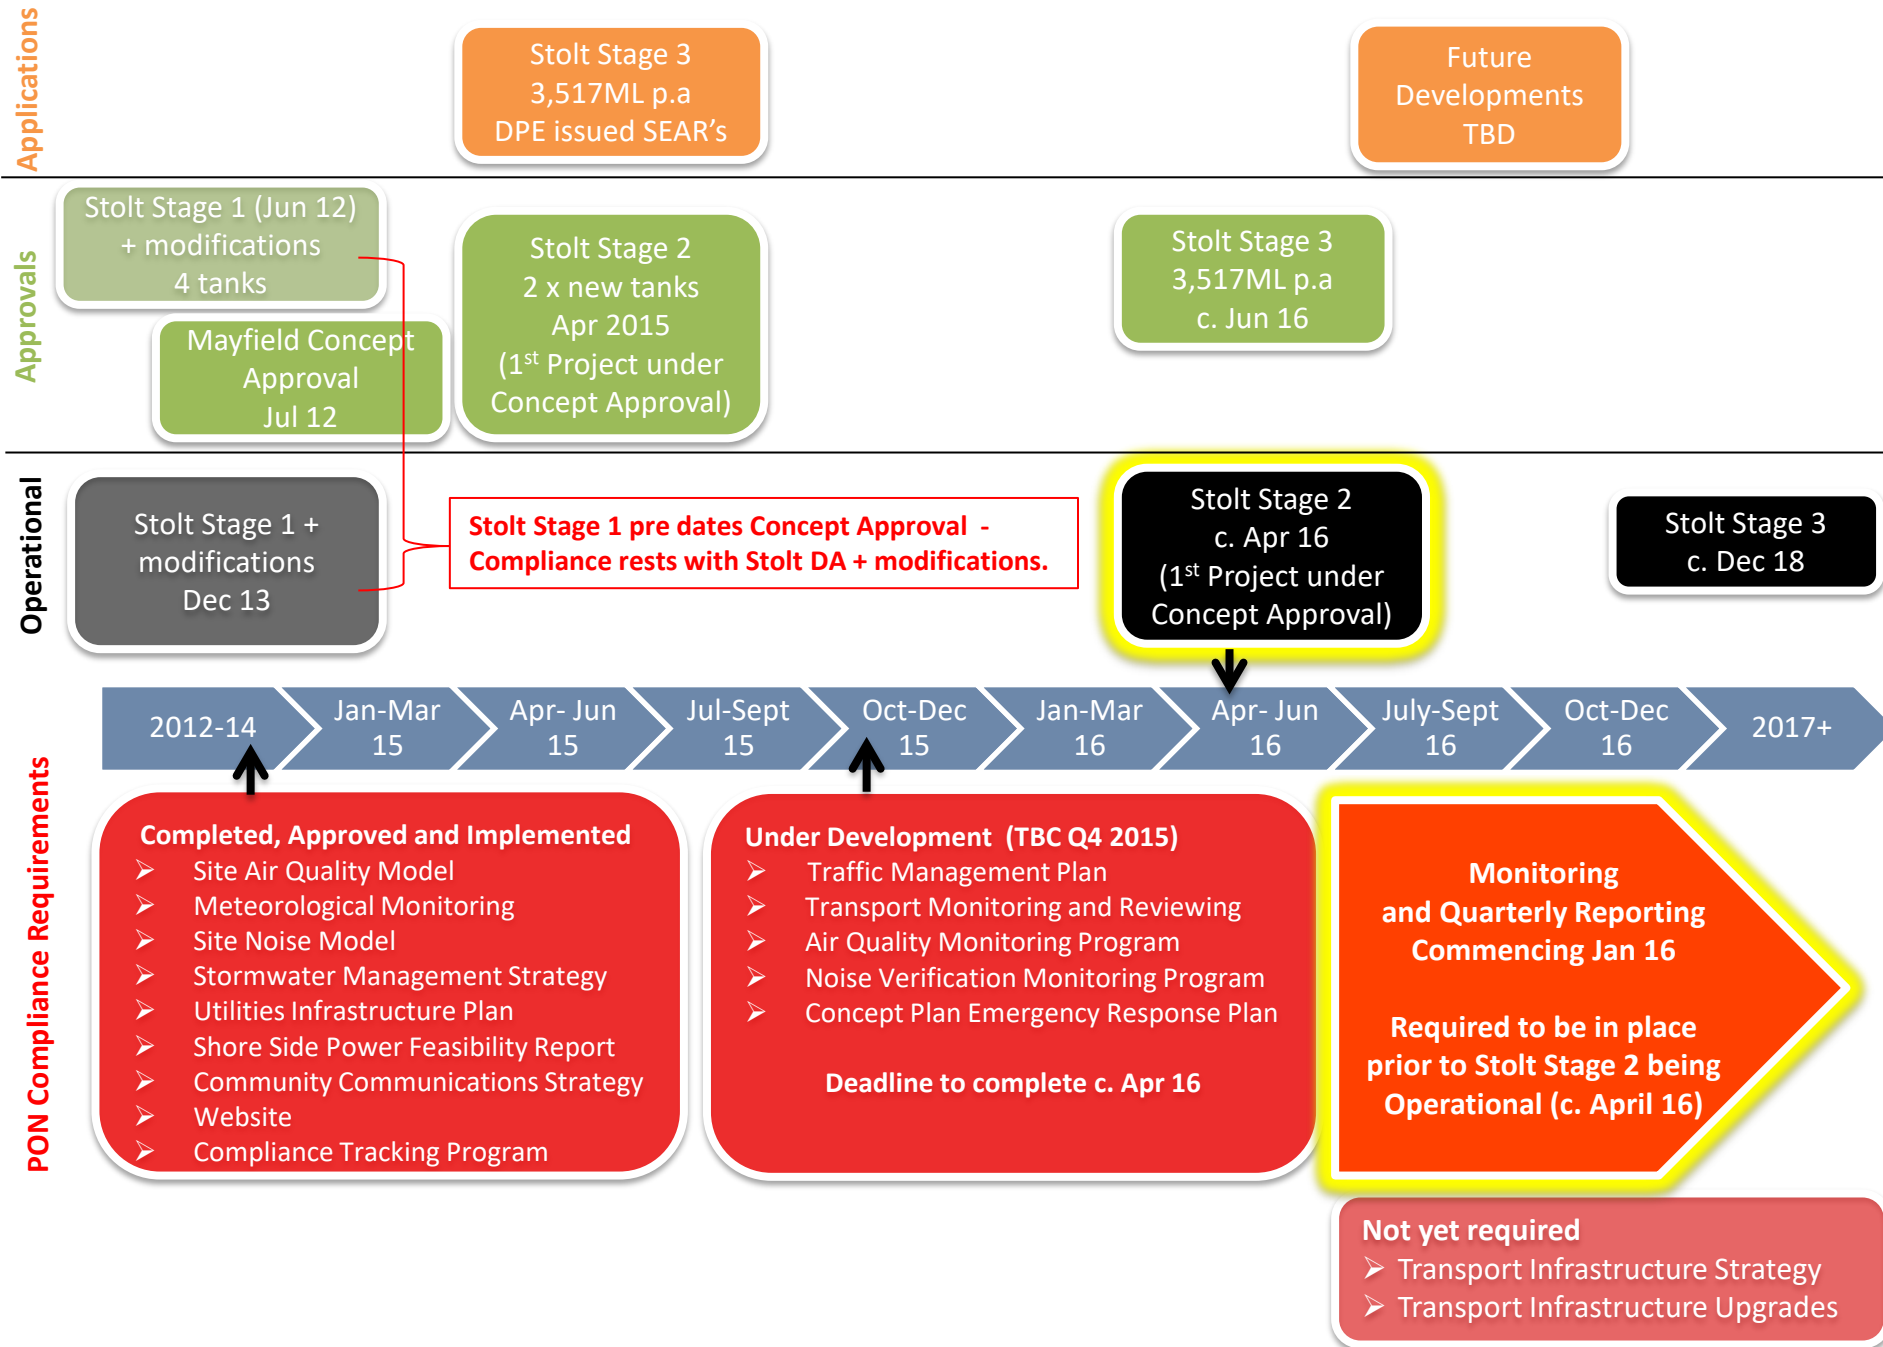 Applications
Stolt Stage 3
3,517ML p.a
DPE issued SEAR's
Future
Developments
TBD
Approvals
Stolt Stage 1 (Jun 12)
+ modifications
4 tanks
Mayfield Concept
Approval
Jul 12
Stolt Stage 2
2 x new tanks
Apr 2015
(1st Project under
Concept Approval)
Stolt Stage 3
3,517ML p.a
c. Jun 16
Operational
Stolt Stage 1 +
modifications
Dec 13
Stolt Stage 1 pre dates Concept Approval -
Compliance rests with Stolt DA + modifications.
Stolt Stage 2
c. Apr 16
(1st Project under
Concept Approval)
Stolt Stage 3
c. Dec 18
2012-14
Jan-Mar
15
Apr- Jun
15
Jul-Sept
15
Oct-Dec
15
Jan-Mar
16
Apr- Jun
16
July-Sept
16
Oct-Dec
16
2017+
PON Compliance Requirements
Completed, Approved and Implemented
➢ Site Air Quality Model
➢ Meteorological Monitoring
➢ Site Noise Model
➢ Stormwater Management Strategy
➢ Utilities Infrastructure Plan
➢ Shore Side Power Feasibility Report
➢ Community Communications Strategy
➢ Website
➢ Compliance Tracking Program
Under Development (TBC Q4 2015)
➢ Traffic Management Plan
➢ Transport Monitoring and Reviewing
➢ Air Quality Monitoring Program
➢ Noise Verification Monitoring Program
➢ Concept Plan Emergency Response Plan
Deadline to complete c. Apr 16
Monitoring
and Quarterly Reporting
Commencing Jan 16
Required to be in place
prior to Stolt Stage 2 being
Operational (c. April 16)
Not yet required
➢ Transport Infrastructure Strategy
➢ Transport Infrastructure Upgrades